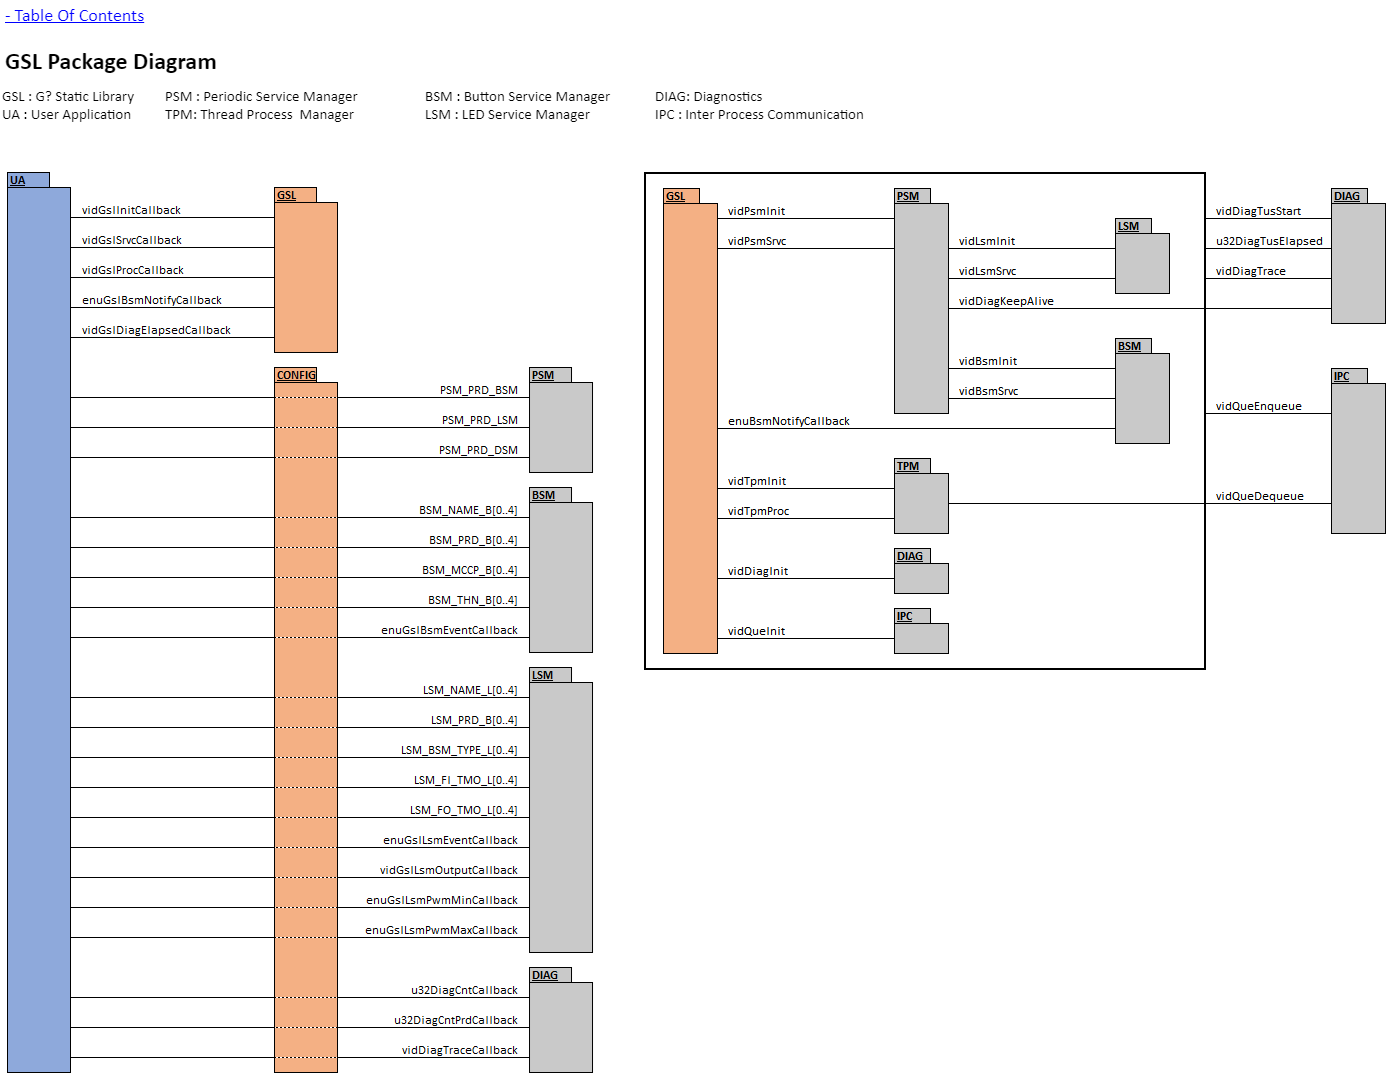 - Table Of Contents
GSL Package Diagram
GSL : G? Static Library
PSM : Periodic Service Manager
BSM : Button Service Manager
DIAG: Diagnostics
UA : User Application
TPM: Thread Process  Manager
LSM : LED Service Manager
IPC : Inter Process Communication
UA
GSL
vidGslInitCallback
vidGslSrvcCallback
vidGslProcCallback
enuGslBsmNotifyCallback
vidGslDiagElapsedCallback
CONFIG
PSM
PSM_PRD_BSM
PSM_PRD_LSM
PSM_PRD_DSM
BSM
BSM_NAME_B[0..4]
BSM_PRD_B[0..4]
BSM_MCCP_B[0..4]
BSM_THN_B[0..4]
enuGslBsmEventCallback
LSM
LSM_NAME_L[0..4]
LSM_PRD_B[0..4]
LSM_BSM_TYPE_L[0..4]
LSM_FI_TMO_L[0..4]
LSM_FO_TMO_L[0..4]
enuGslLsmEventCallback
vidGslLsmOutputCallback
enuGslLsmPwmMinCallback
enuGslLsmPwmMaxCallback
DIAG
u32DiagCntCallback
u32DiagCntPrdCallback
vidDiagTraceCallback
GSL
PSM
DIAG
vidPsmInit
vidDiagTusStart
LSM
vidPsmSrvc
vidLsmInit
u32DiagTusElapsed
vidLsmSrvc
vidDiagTrace
vidDiagKeepAlive
BSM
vidBsmInit
IPC
vidBsmSrvc
vidQueEnqueue
enuBsmNotifyCallback
TPM
vidTpmInit
vidQueDequeue
vidTpmProc
DIAG
vidDiagInit
IPC
vidQueInit